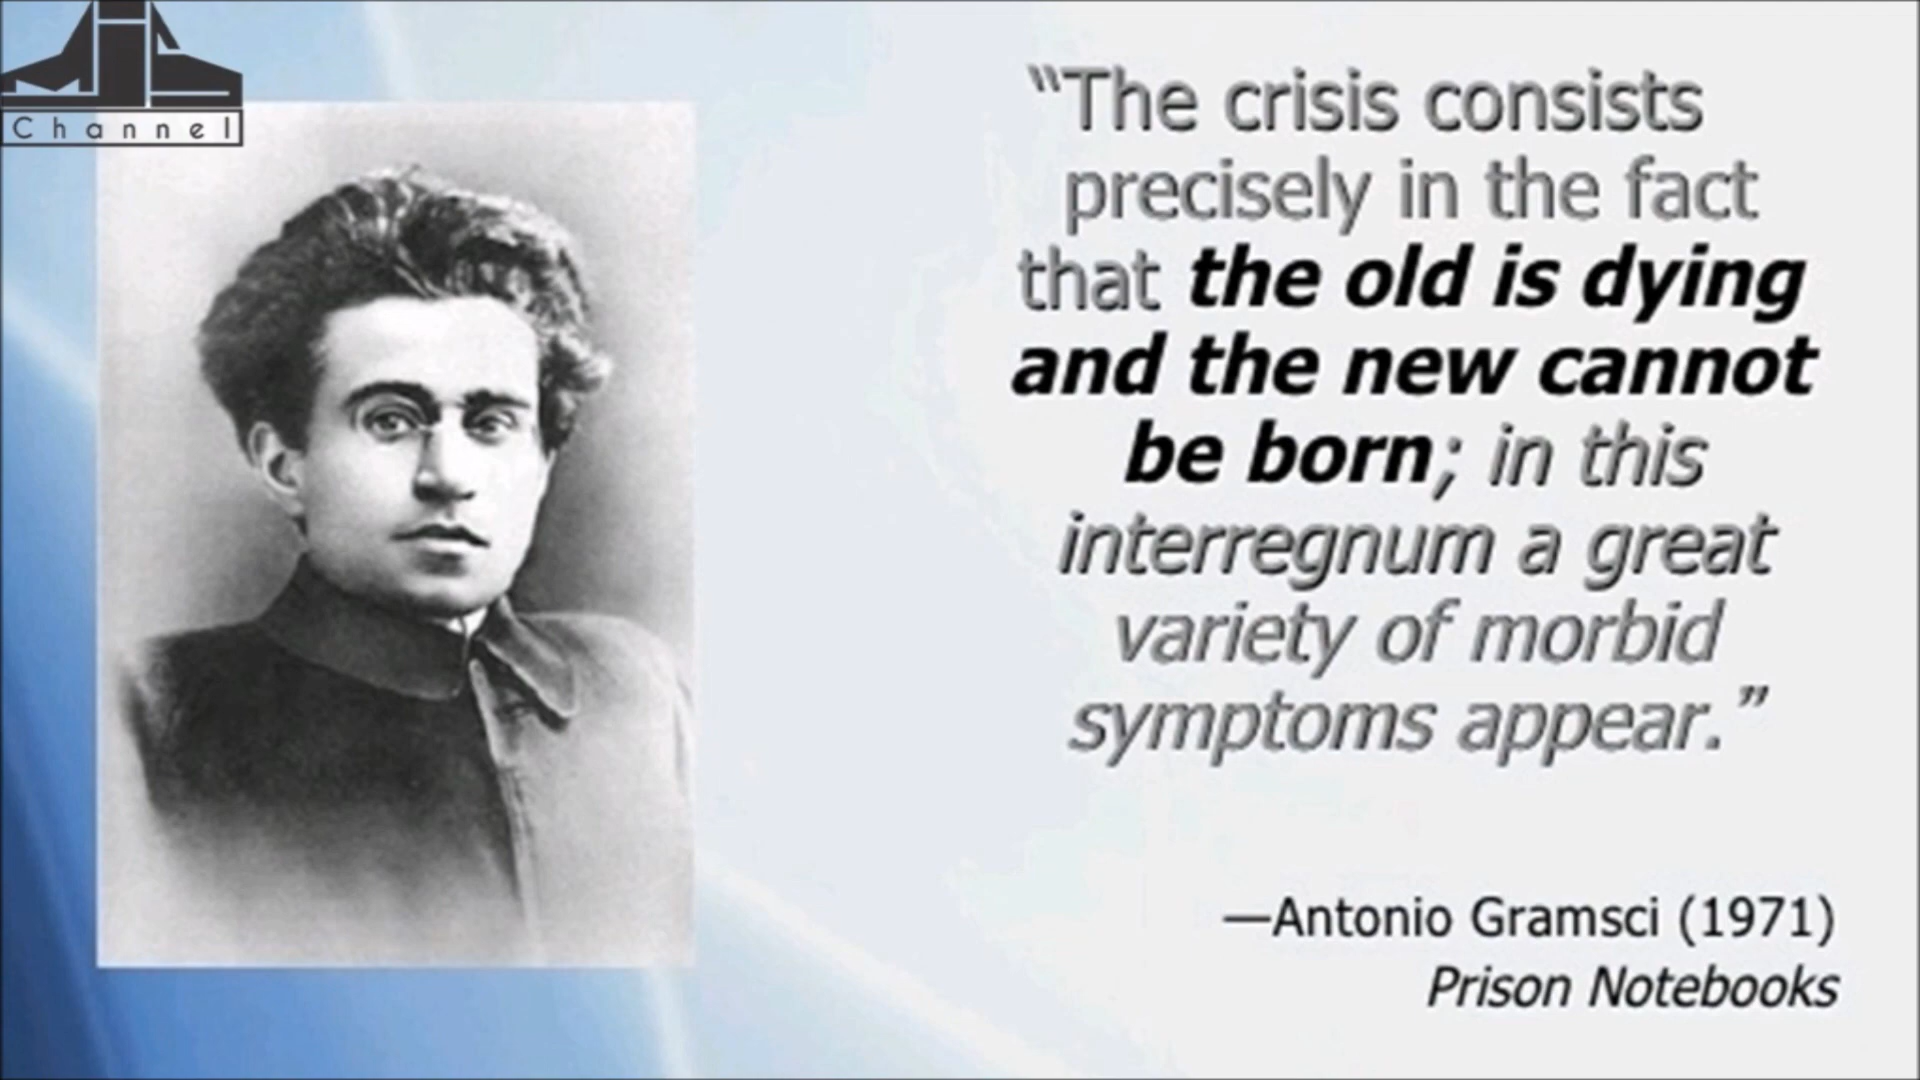 Channel
“The crisis consists
precisely in the fact
that the old is dying
and the new cannot
be born; in this
interregnum a great
variety of morbid
symptoms appear.”
—Antonio Gramsci (1971)
Prison Notebooks